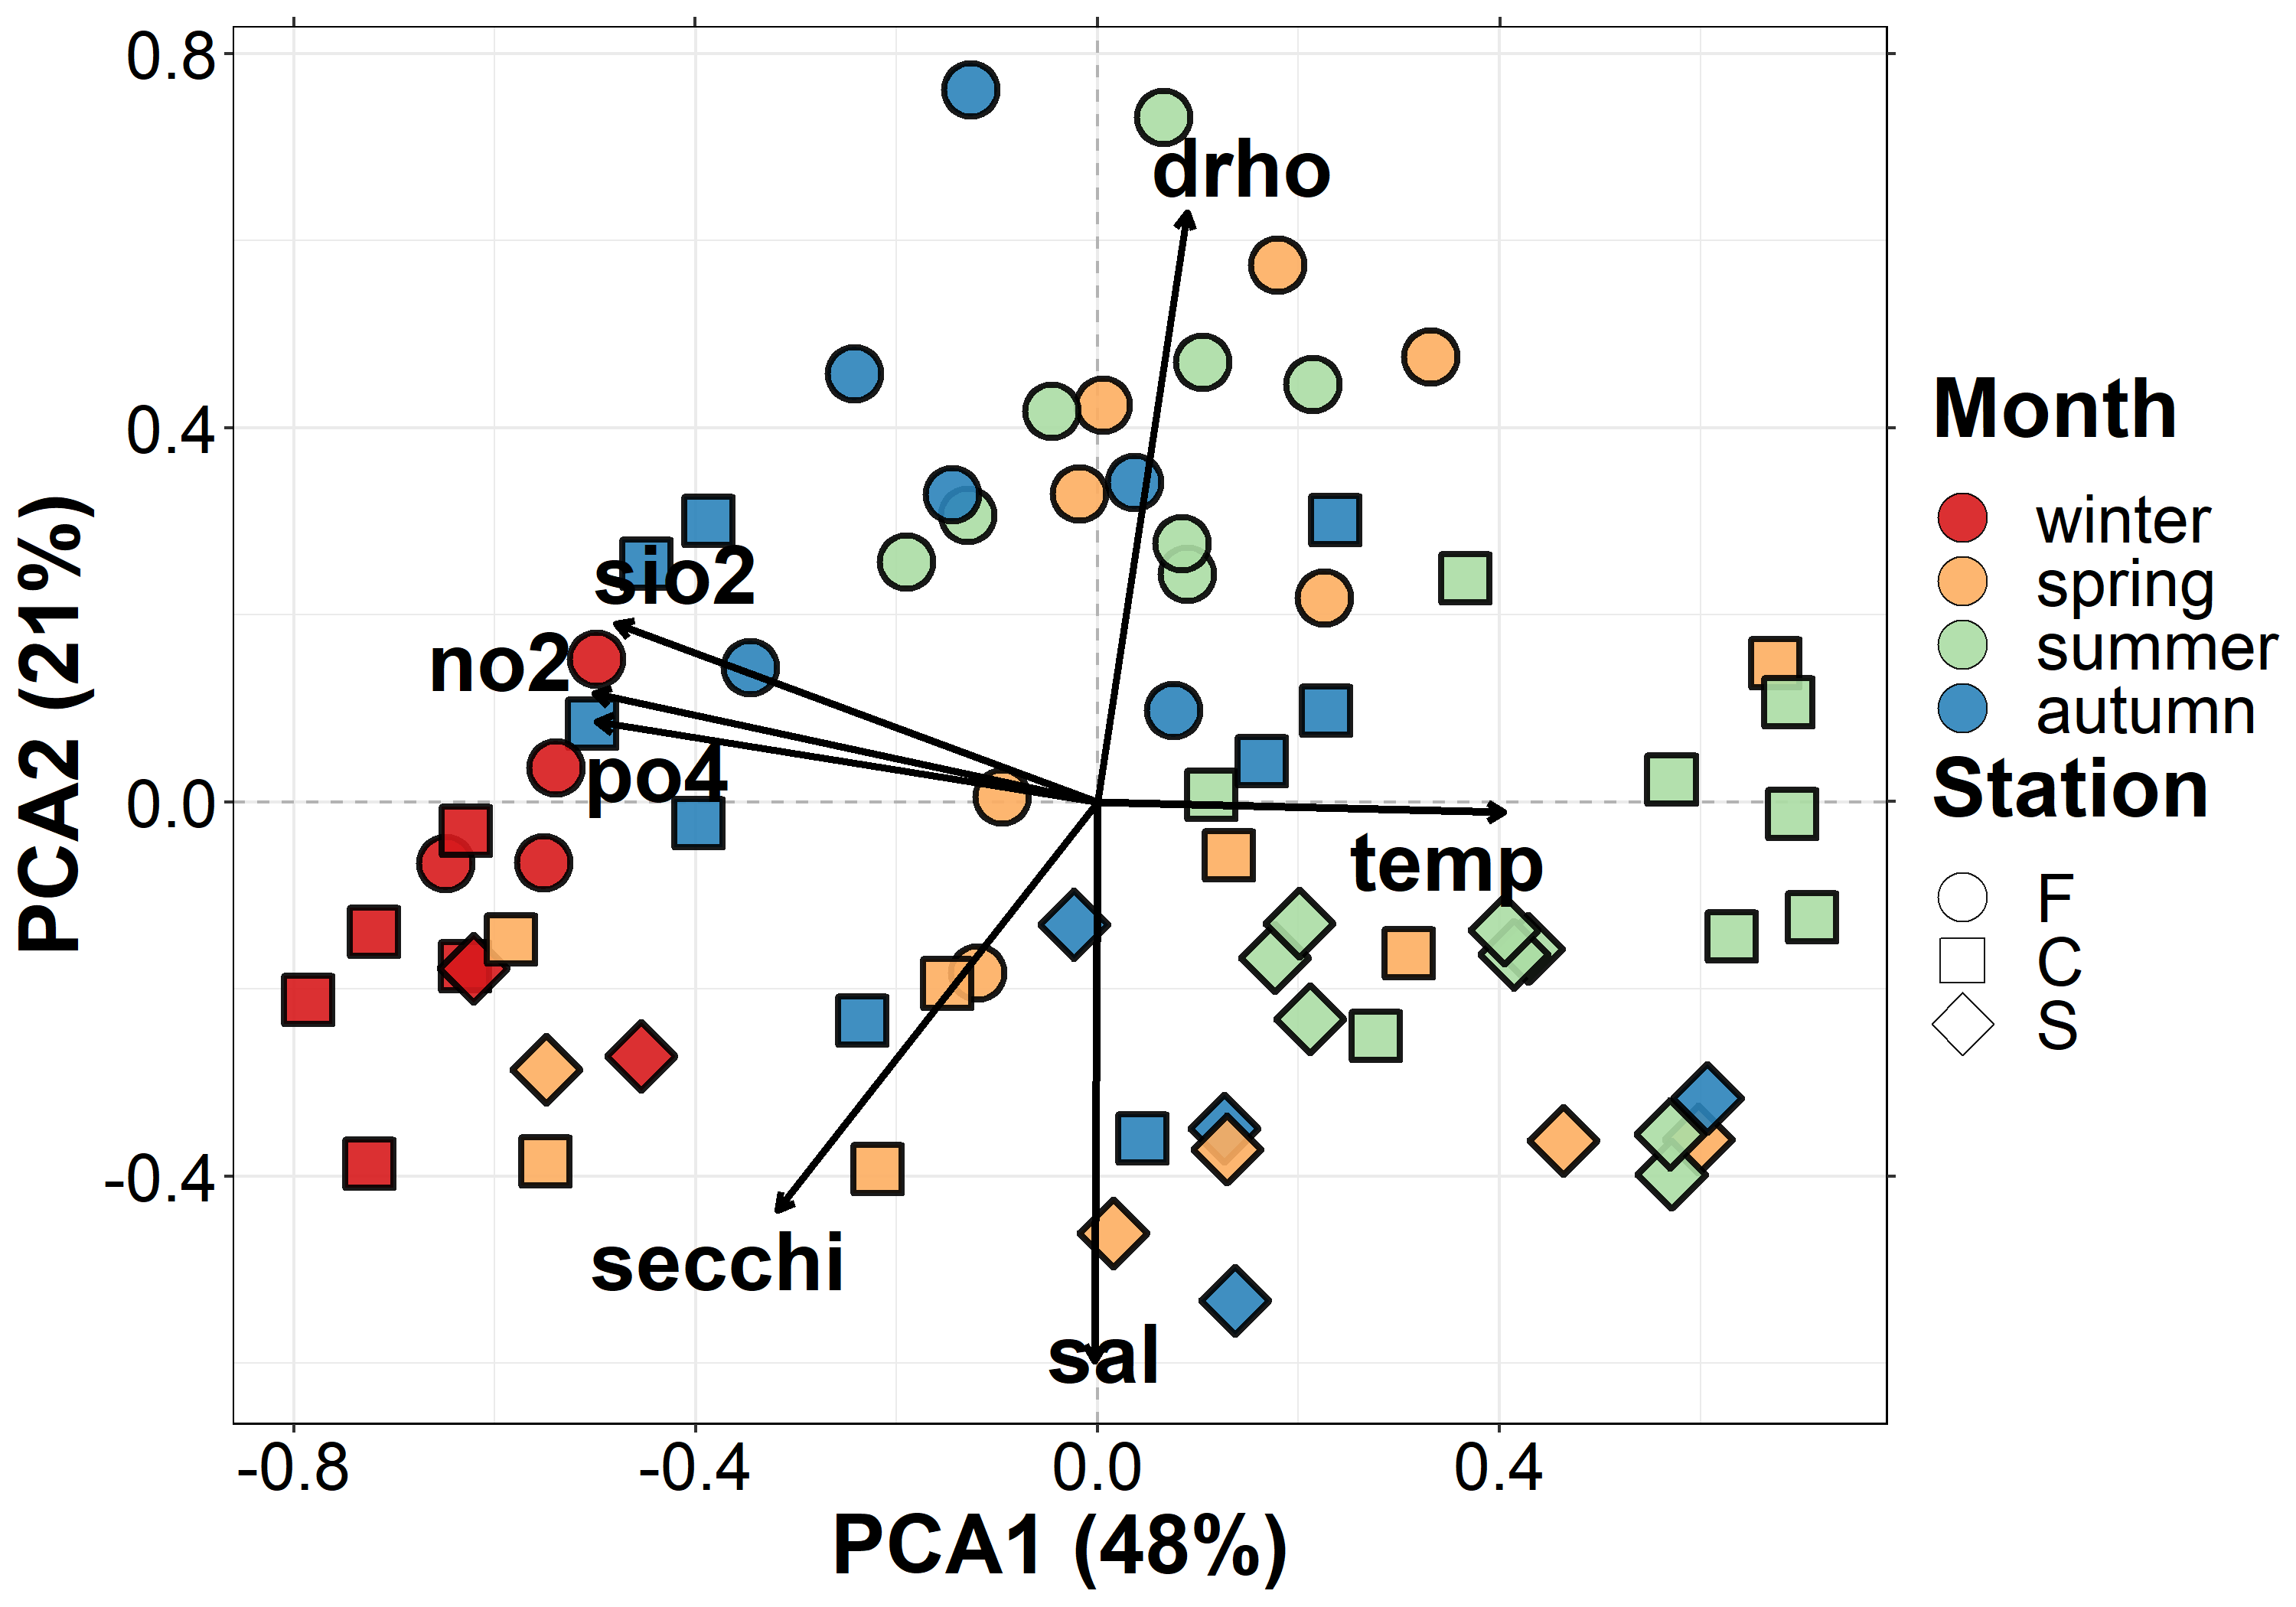 0.8
0.4
0.0
-0.4
PCA2 (21%)
drho
sio2
no2
po4
temp
secchi
sal
-0.8
-0.4
0.0
0.4
PCA1 (48%)
Month
winter
spring
summer
autumn
Station
F
C
S